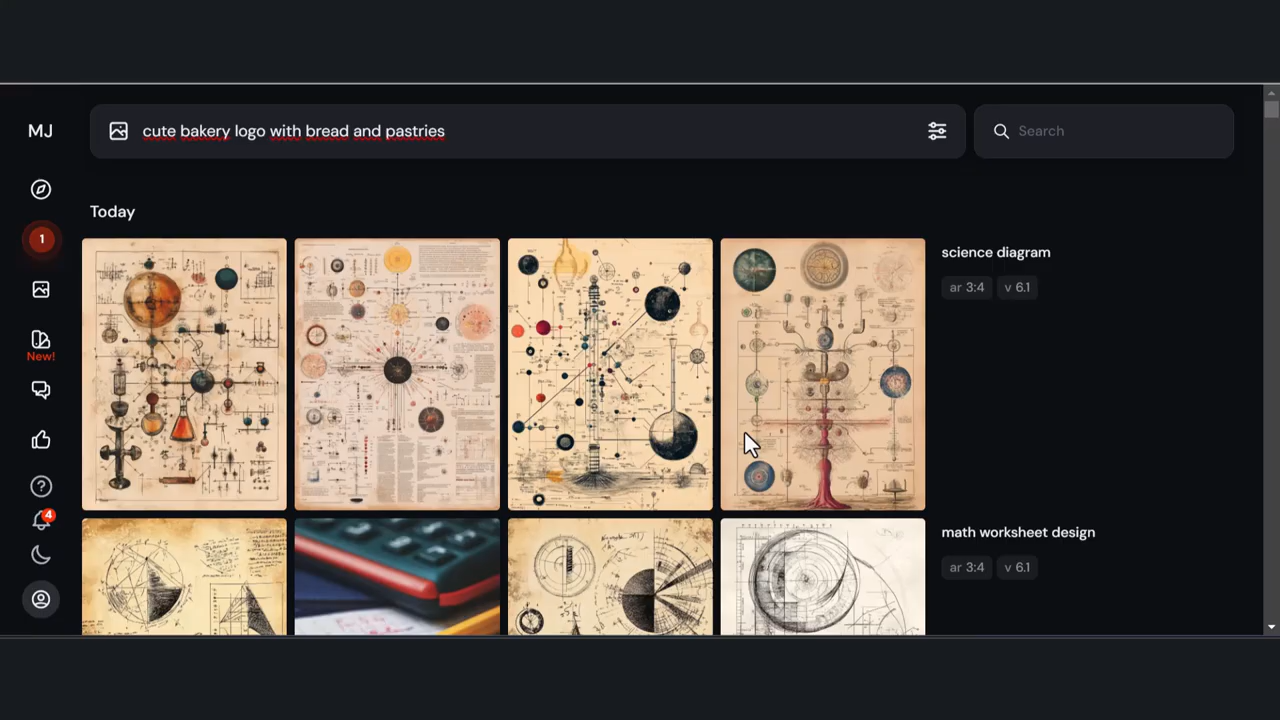 MJ
cute bakery logo with bread and pastries
Search
1
New!
4
Today
science diagram
ar 3:4
v 6.1
math worksheet design
ar 3:4
v 6.1